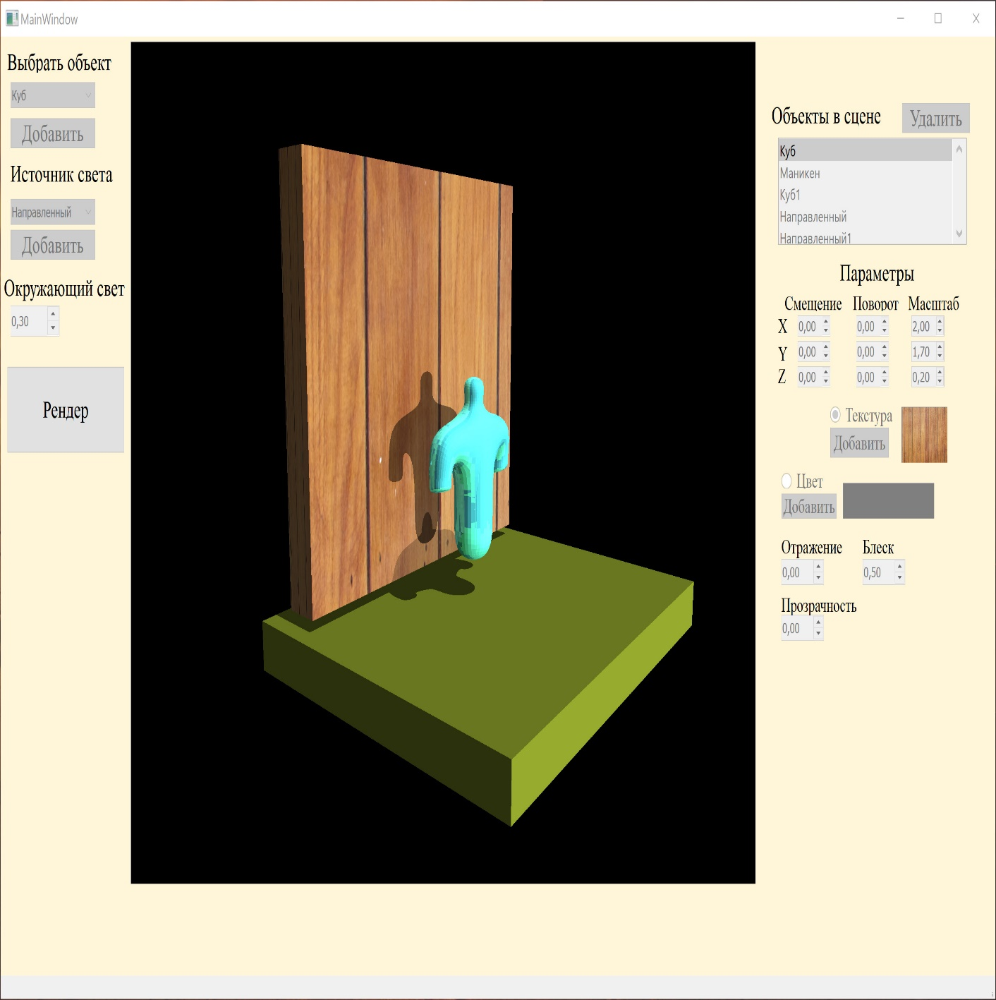 MainWindow
Выбрать объект
Куб
Добавить
Источник света
Направленный
Добавить
Окружающий свет
0,30
Рендер
Объекты в сцене
Удалить
Куб
Маникен
Куб1
Направленный
Направленный1
Параметры
Смещение Поворот Масштаб
X 0,00 0,00 2,00
Y 0,00 0,00 1,70
Z 0,00 0,00 0,20
Текстура
Добавить
Цвет
Добавить
Отражение Блеск
0,00 0,50
Прозрачность
0,00